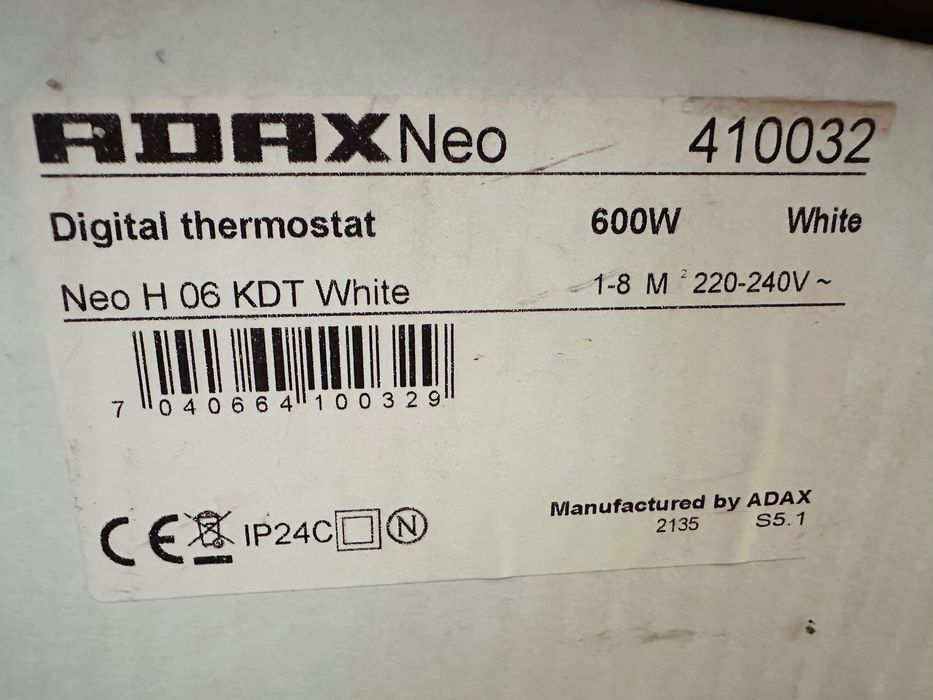 ADAX Neo 410032
Digital thermostat 600W White
Neo H 06 KDT White 1-8 M² 220-240V ~
7 040664 100329
CE IP24C N
Manufactured by ADAX
2135 S5.1